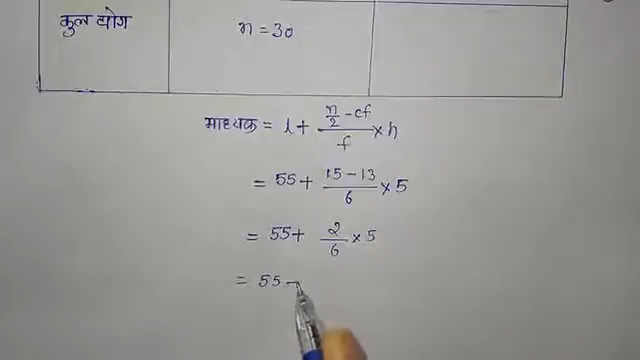 कुल योग n = 30
माध्यक = l + (n/2 - cf)/f × h
= 55 + (15 - 13)/6 × 5
= 55 + 2/6 × 5
= 55 -